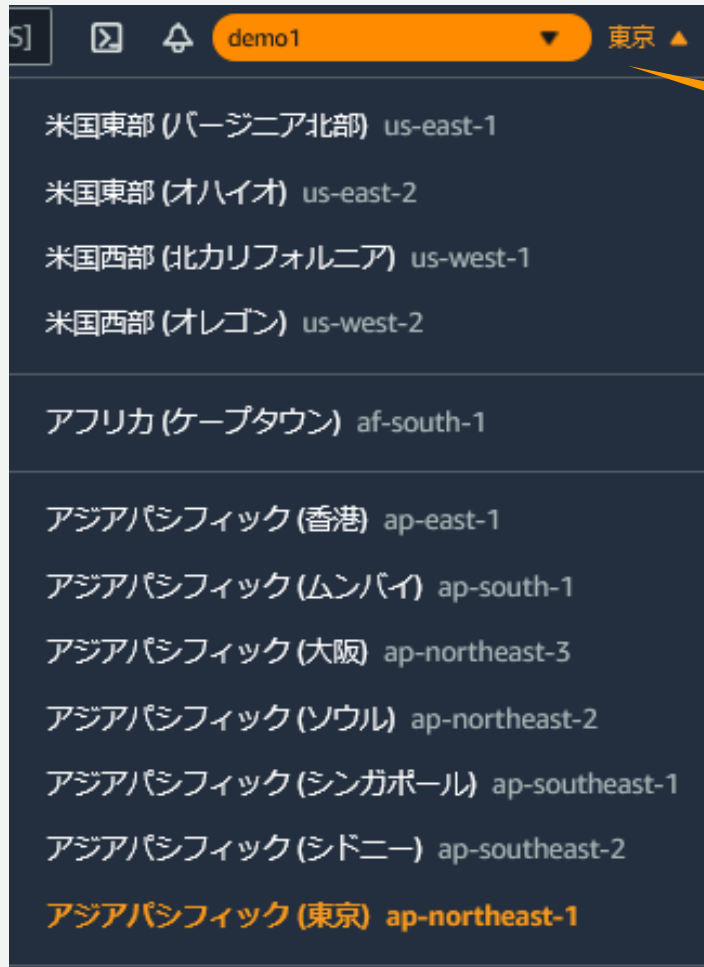 S]
demo1 東京
米国東部 (バージニア北部) us-east-1
米国東部 (オハイオ) us-east-2
米国西部 (北カリフォルニア) us-west-1
米国西部 (オレゴン) us-west-2
アフリカ (ケープタウン) af-south-1
アジアパシフィック (香港) ap-east-1
アジアパシフィック (ムンバイ) ap-south-1
アジアパシフィック (大阪) ap-northeast-3
アジアパシフィック (ソウル) ap-northeast-2
アジアパシフィック (シンガポール) ap-southeast-1
アジアパシフィック (シドニー) ap-southeast-2
アジアパシフィック (東京) ap-northeast-1